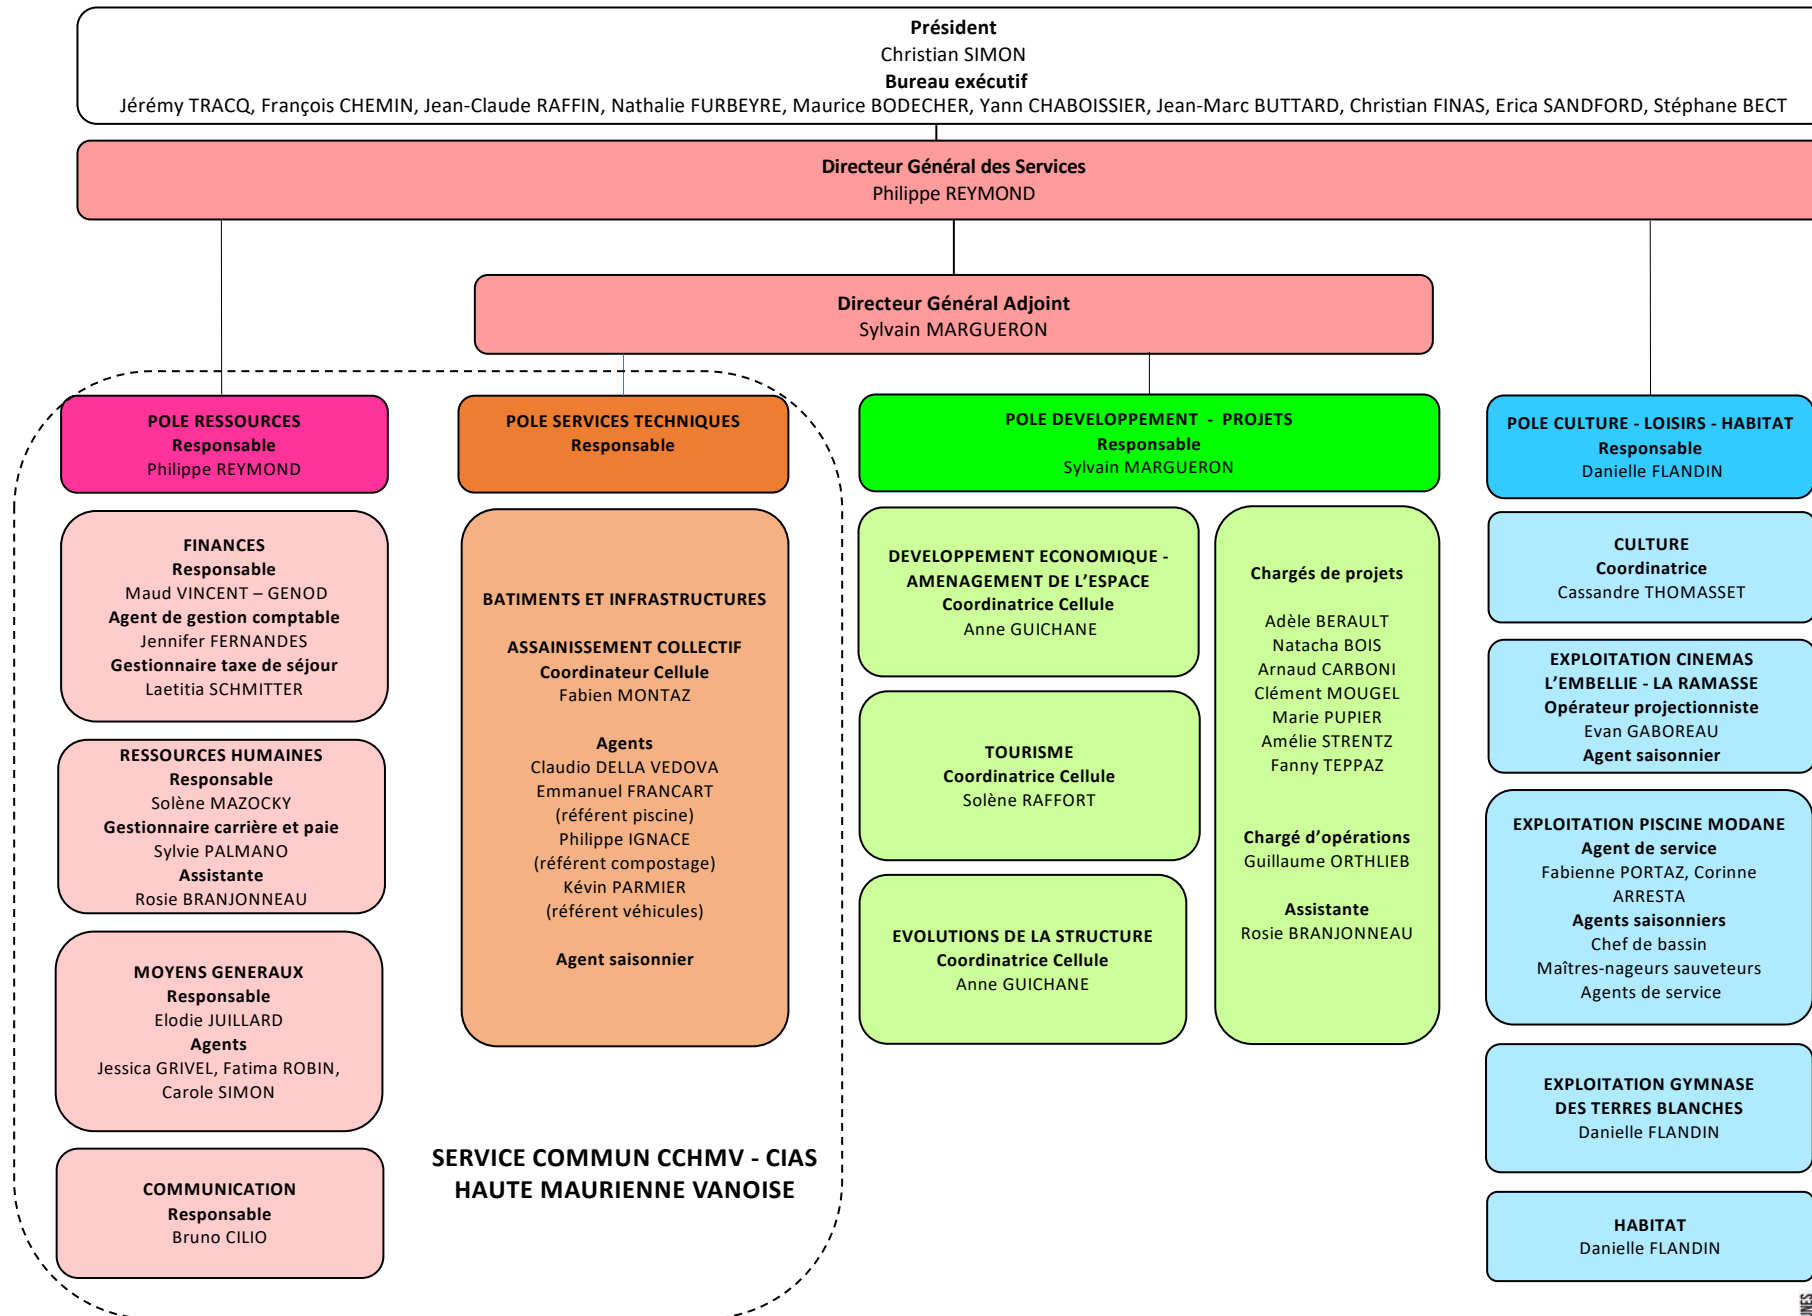 Président
Christian SIMON
Bureau exécutif
Jérémy TRACQ, François CHEMIN, Jean-Claude RAFFIN, Nathalie FURBEYRE, Maurice BODECHER, Yann CHABOISSIER, Jean-Marc BUTTARD, Christian FINAS, Erica SANDFORD, Stéphane BECT
Directeur Général des Services
Philippe REYMOND
Directeur Général Adjoint
Sylvain MARGUERON
POLE RESSOURCES
Responsable
Philippe REYMOND
FINANCES
Responsable
Maud VINCENT – GENOD
Agent de gestion comptable
Jennifer FERNANDES
Gestionnaire taxe de séjour
Laetitia SCHMITTER
RESSOURCES HUMAINES
Responsable
Solène MAZOCKY
Gestionnaire carrière et paie
Sylvie PALMANO
Assistante
Rosie BRANJONNEAU
MOYENS GENERAUX
Responsable
Elodie JUILLARD
Agents
Jessica GRIVEL, Fatima ROBIN,
Carole SIMON
COMMUNICATION
Responsable
Bruno CILIO
POLE SERVICES TECHNIQUES
Responsable
BATIMENTS ET INFRASTRUCTURES
ASSAINISSEMENT COLLECTIF
Coordinateur Cellule
Fabien MONTAZ
Agents
Claudio DELLA VEDOVA
Emmanuel FRANCART
(référent piscine)
Philippe IGNACE
(référent compostage)
Kévin PARMIER
(référent véhicules)
Agent saisonnier
SERVICE COMMUN CCHMV - CIAS
HAUTE MAURIENNE VANOISE
POLE DEVELOPPEMENT - PROJETS
Responsable
Sylvain MARGUERON
DEVELOPPEMENT ECONOMIQUE -
AMENAGEMENT DE L'ESPACE
Coordinatrice Cellule
Anne GUICHANE
TOURISME
Coordinatrice Cellule
Solène RAFFORT
EVOLUTIONS DE LA STRUCTURE
Coordinatrice Cellule
Anne GUICHANE
Chargés de projets
Adèle BERAULT
Natacha BOIS
Arnaud CARBONI
Clément MOUGEL
Marie PUPIER
Amélie STRENTZ
Fanny TEPPAZ
Chargé d'opérations
Guillaume ORTHLIEB
Assistante
Rosie BRANJONNEAU
POLE CULTURE - LOISIRS - HABITAT
Responsable
Danielle FLANDIN
CULTURE
Coordinatrice
Cassandre THOMASSET
EXPLOITATION CINEMAS
L'EMBELLIE - LA RAMASSE
Opérateur projectionniste
Evan GABOREAU
Agent saisonnier
EXPLOITATION PISCINE MODANE
Agent de service
Fabienne PORTAZ, Corinne
ARRESTA
Agents saisonniers
Chef de bassin
Maîtres-nageurs sauveteurs
Agents de service
EXPLOITATION GYMNASE
DES TERRES BLANCHES
Danielle FLANDIN
HABITAT
Danielle FLANDIN